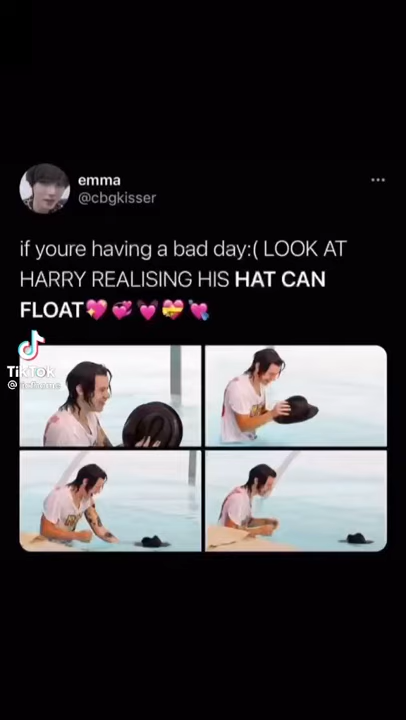 emma
@cbgkisser
if youre having a bad day:( LOOK AT
HARRY REALISING HIS HAT CAN
FLOAT💖💞💓💝💘
TikTok